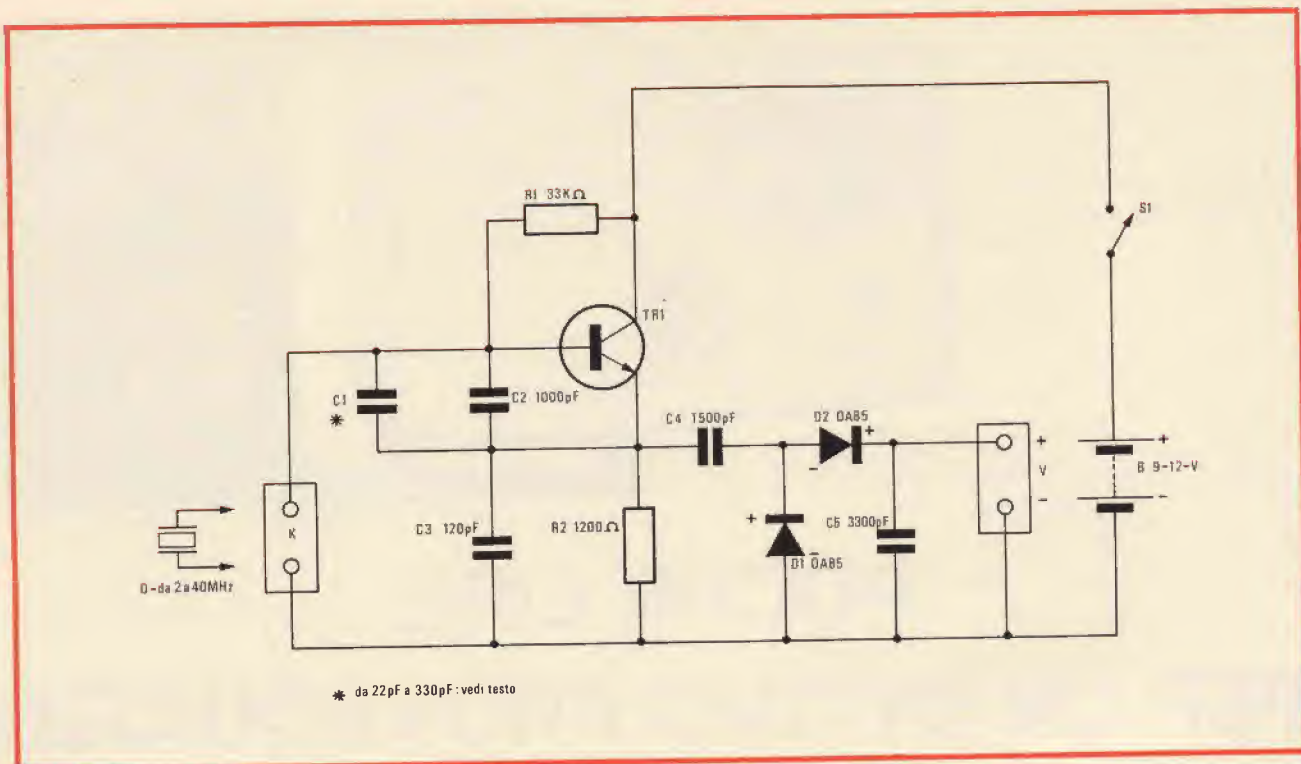 R1 33KΩ
S1
TR1
C1
*
C2 1000pF
C4 1500pF
D2 OA85
+
-
+
V
-
+
B 9-12-V
-
K
C3 120pF
R2 1200Ω
+
-
D1 OA85
C5 3300pF
Q-da 2 a 40MHz
* da 22pF a 330pF: vedi testo